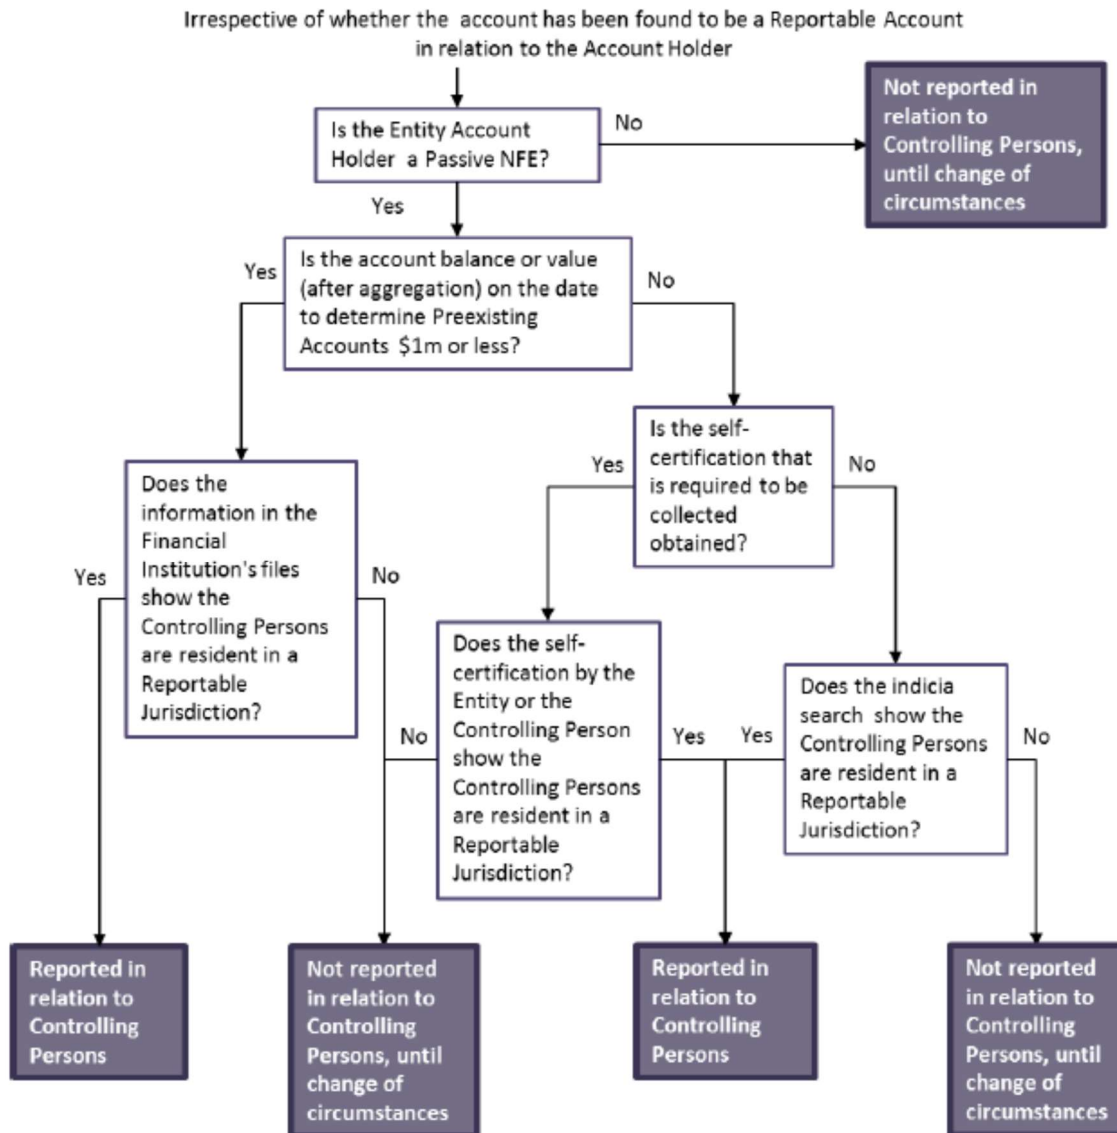 Irrespective of whether the account has been found to be a Reportable Account
in relation to the Account Holder
Is the Entity Account
Holder a Passive NFE?
No
Not reported in
relation to
Controlling Persons,
until change of
circumstances
Yes
Is the account balance or value
(after aggregation) on the date
to determine Preexisting
Accounts $1m or less?
Yes
No
Is the self-
certification that
is required to be
collected
obtained?
Yes
No
Does the
information in the
Financial
Institution's files
show the
Controlling Persons
are resident in a
Reportable
Jurisdiction?
Yes
No
Does the self-
certification by the
Entity or the
Controlling Person
show the
Controlling Persons
are resident in a
Reportable
Jurisdiction?
No
Yes
Does the indicia
search show the
Controlling Persons
are resident in a
Reportable
Jurisdiction?
Yes
No
Reported in
relation to
Controlling
Persons
Not reported
in relation to
Controlling
Persons, until
change of
circumstances
Reported in
relation to
Controlling
Persons
Not reported
in relation to
Controlling
Persons, until
change of
circumstances